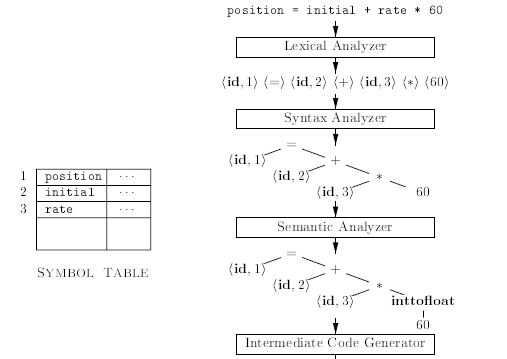 position = initial + rate * 60
Lexical Analyzer
⟨id, 1⟩ ⟨=⟩ ⟨id, 2⟩ ⟨+⟩ ⟨id, 3⟩ ⟨*⟩ ⟨60⟩
Syntax Analyzer
=
⟨id, 1⟩ +
⟨id, 2⟩ *
⟨id, 3⟩ 60
1 position ···
2 initial ···
3 rate ···
SYMBOL TABLE
Semantic Analyzer
=
⟨id, 1⟩ +
⟨id, 2⟩ *
⟨id, 3⟩ inttofloat
60
Intermediate Code Generator